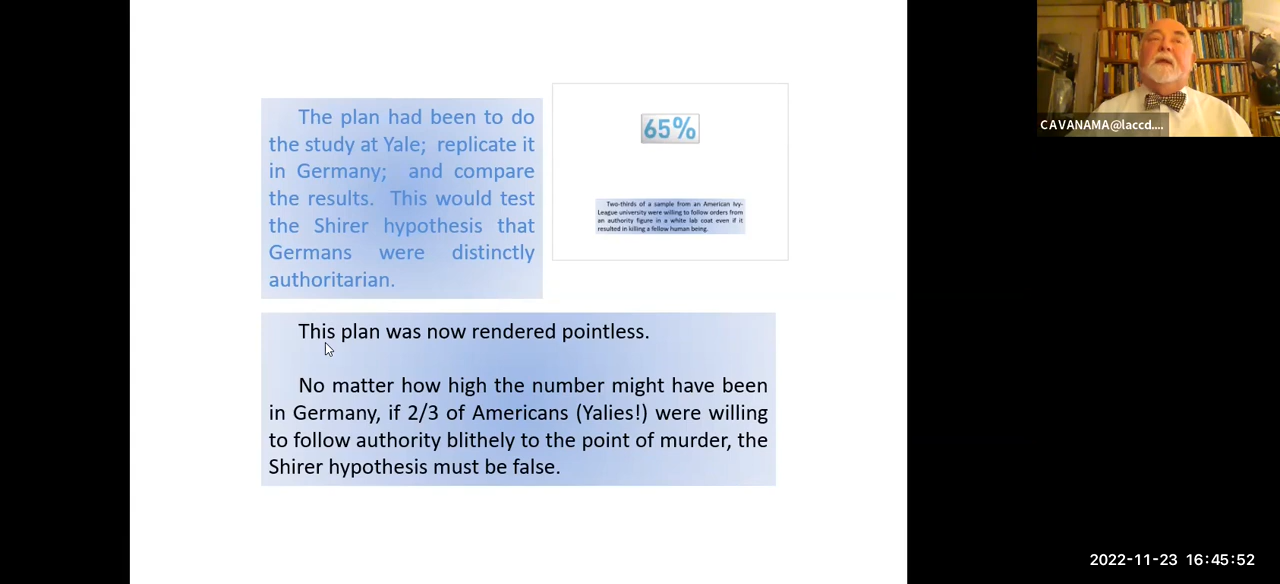 The plan had been to do
the study at Yale; replicate it
in Germany; and compare
the results. This would test
the Shirer hypothesis that
Germans were distinctly
authoritarian.
65%
Two-thirds of a sample from an American Ivy-
League university were willing to follow orders from
an authority figure in a white lab coat even if it
resulted in killing a fellow human being.
This plan was now rendered pointless.
No matter how high the number might have been
in Germany, if 2/3 of Americans (Yalies!) were willing
to follow authority blithely to the point of murder, the
Shirer hypothesis must be false.
CAVANAMA@laccd....
2022-11-23 16:45:52